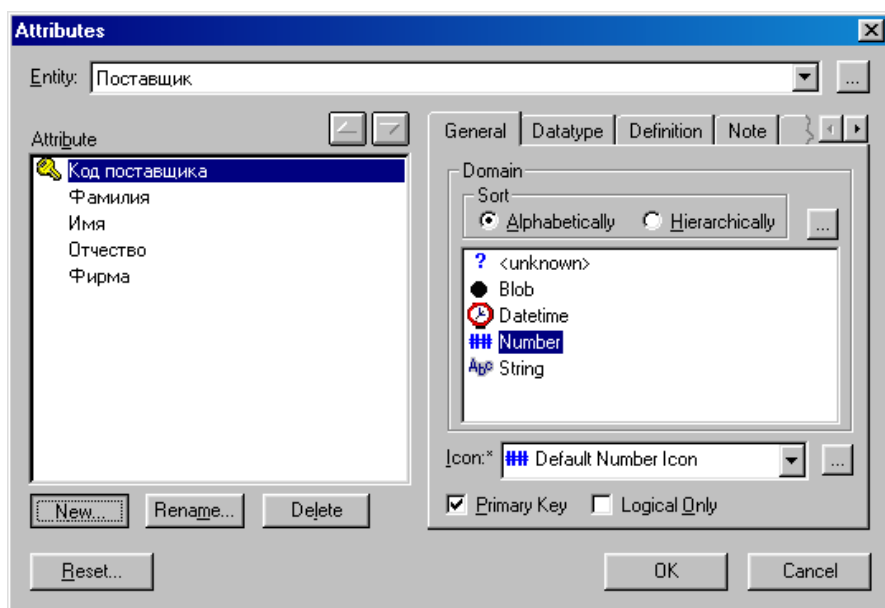 Attributes
Entity: Поставщик ...
Attribute
Код поставщика
Фамилия
Имя
Отчество
Фирма
New... Rename... Delete
General Datatype Definition Note
Domain
Sort
Alphabetically Hierarchically ...
? <unknown>
Blob
Datetime
Number
Abc String
Icon:* Default Number Icon ...
Primary Key Logical Only
Reset... OK Cancel